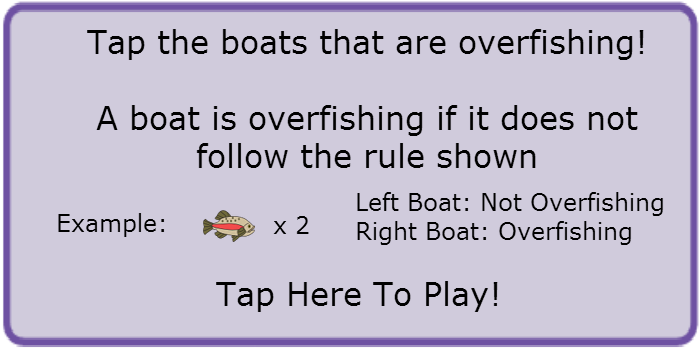 Tap the boats that are overfishing!
A boat is overfishing if it does not
follow the rule shown
Example:
x 2
Left Boat: Not Overfishing
Right Boat: Overfishing
Tap Here To Play!